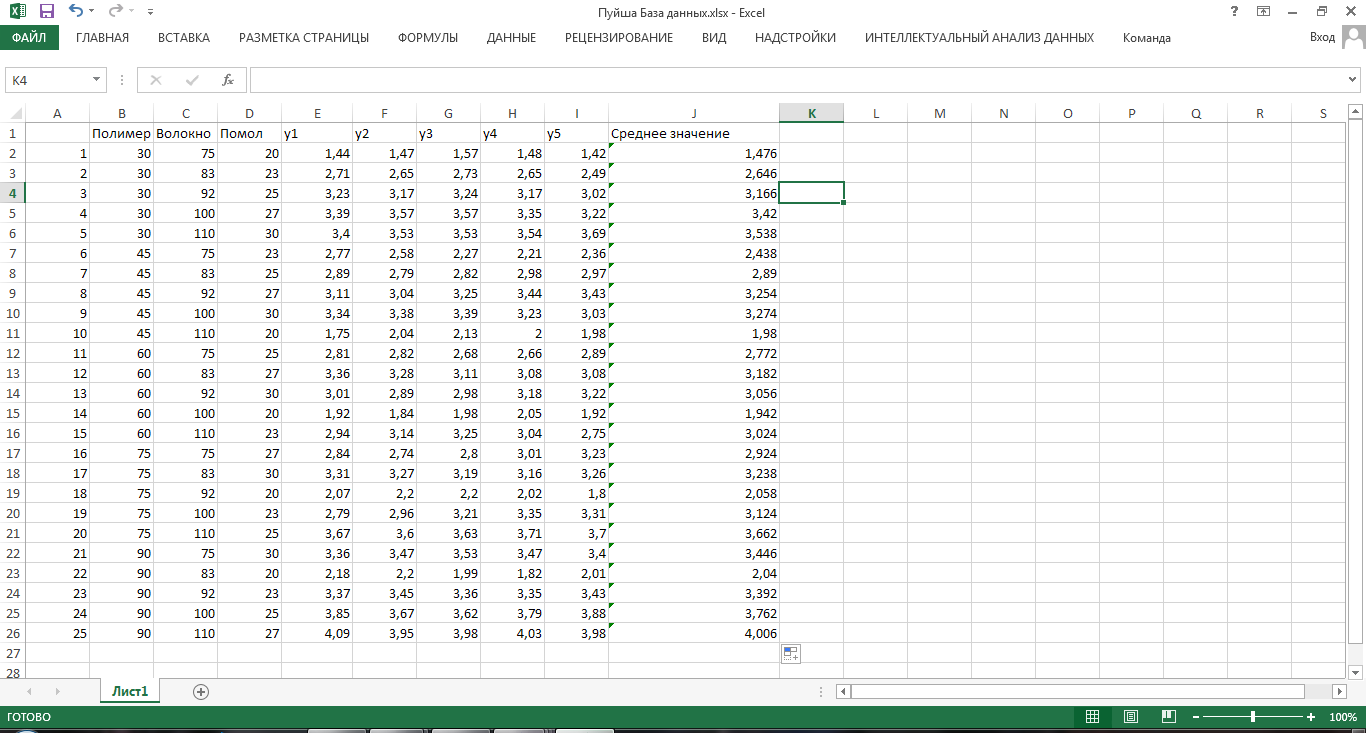 Пуйша База данных.xlsx - Excel
ФАЙЛ ГЛАВНАЯ ВСТАВКА РАЗМЕТКА СТРАНИЦЫ ФОРМУЛЫ ДАННЫЕ РЕЦЕНЗИРОВАНИЕ ВИД НАДСТРОЙКИ ИНТЕЛЛЕКТУАЛЬНЫЙ АНАЛИЗ ДАННЫХ Команда Вход
K4 fx
A B C D E F G H I J K L M N O P Q R S
1 Полимер Волокно Помол y1 y2 y3 y4 y5 Среднее значение
2 1 30 75 20 1,44 1,47 1,57 1,48 1,42 1,476
3 2 30 83 23 2,71 2,65 2,73 2,65 2,49 2,646
4 3 30 92 25 3,23 3,17 3,24 3,17 3,02 3,166
5 4 30 100 27 3,39 3,57 3,57 3,35 3,22 3,42
6 5 30 110 30 3,4 3,53 3,53 3,54 3,69 3,538
7 6 45 75 23 2,77 2,58 2,27 2,21 2,36 2,438
8 7 45 83 25 2,89 2,79 2,82 2,98 2,97 2,89
9 8 45 92 27 3,11 3,04 3,25 3,44 3,43 3,254
10 9 45 100 30 3,34 3,38 3,39 3,23 3,03 3,274
11 10 45 110 20 1,75 2,04 2,13 2 1,98 1,98
12 11 60 75 25 2,81 2,82 2,68 2,66 2,89 2,772
13 12 60 83 27 3,36 3,28 3,11 3,08 3,08 3,182
14 13 60 92 30 3,01 2,89 2,98 3,18 3,22 3,056
15 14 60 100 20 1,92 1,84 1,98 2,05 1,92 1,942
16 15 60 110 23 2,94 3,14 3,25 3,04 2,75 3,024
17 16 75 75 27 2,84 2,74 2,8 3,01 3,23 2,924
18 17 75 83 30 3,31 3,27 3,19 3,16 3,26 3,238
19 18 75 92 20 2,07 2,2 2,2 2,02 1,8 2,058
20 19 75 100 23 2,79 2,96 3,21 3,35 3,31 3,124
21 20 75 110 25 3,67 3,6 3,63 3,71 3,7 3,662
22 21 90 75 30 3,36 3,47 3,53 3,47 3,4 3,446
23 22 90 83 20 2,18 2,2 1,99 1,82 2,01 2,04
24 23 90 92 23 3,37 3,45 3,36 3,35 3,43 3,392
25 24 90 100 25 3,85 3,67 3,62 3,79 3,88 3,762
26 25 90 110 27 4,09 3,95 3,98 4,03 3,98 4,006
27
28
Лист1
ГОТОВО 100%